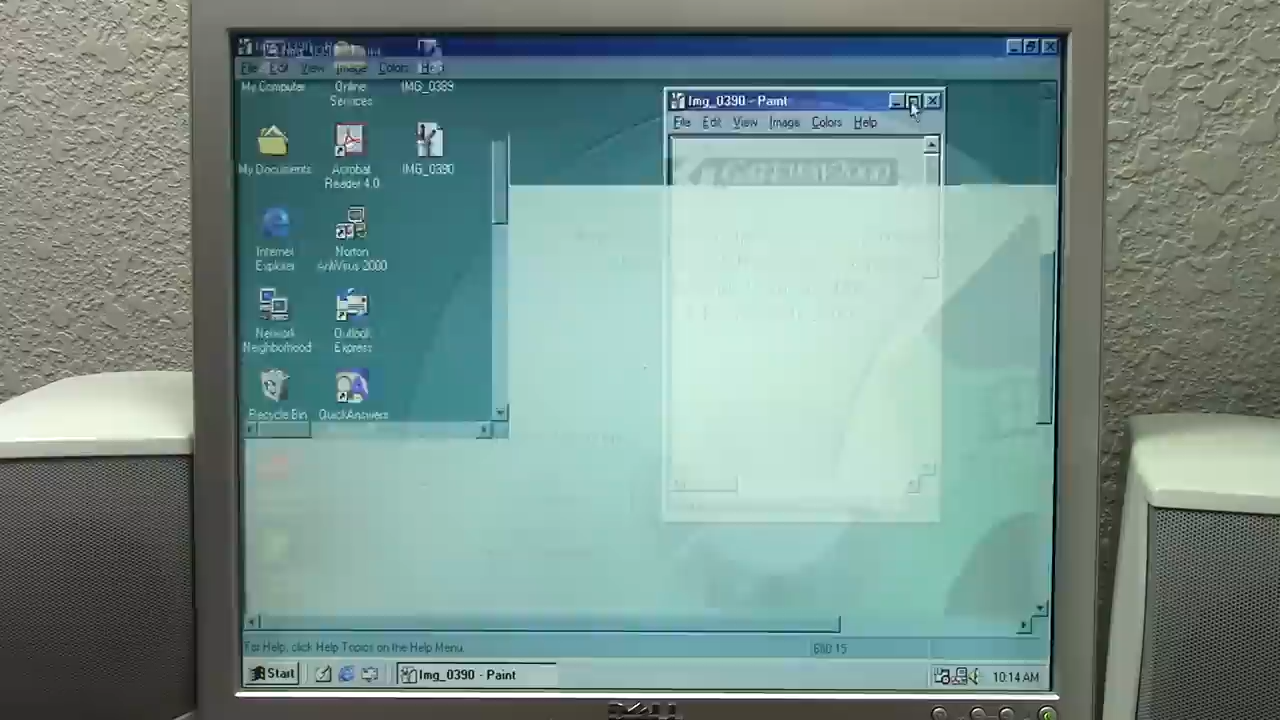 File Edit View Image Colors Help
My Computer
Online Services
IMG_0389
Img_0390 - Paint
File Edit View Image Colors Help
My Documents
Acrobat Reader 4.0
IMG_0390
Internet Explorer
Norton AntiVirus 2000
Network Neighborhood
Outlook Express
Recycle Bin
QuickAnswers
For Help, click Help Topics on the Help Menu.
Start
Img_0390 - Paint
10:14 AM
DELL